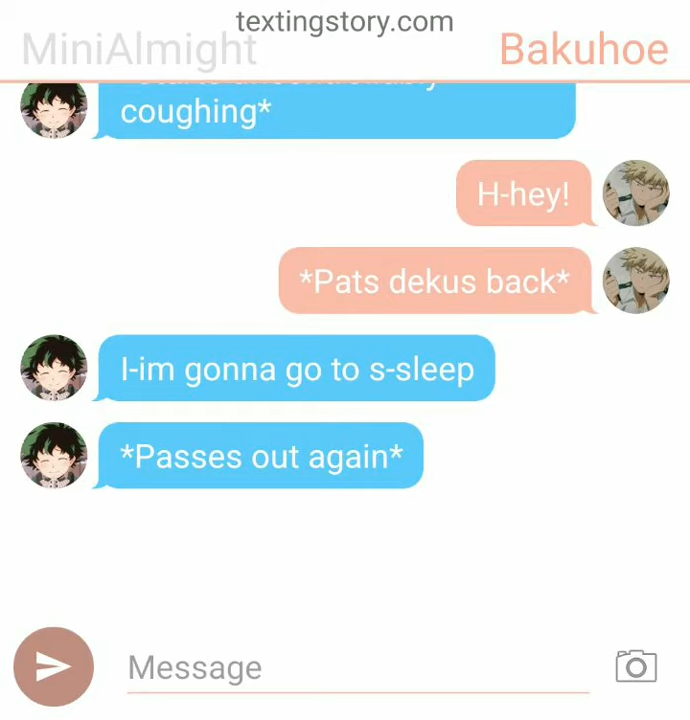 textingstory.com
MiniAlmight
Bakuhoe
coughing*
H-hey!
*Pats dekus back*
I-im gonna go to s-sleep
*Passes out again*
Message